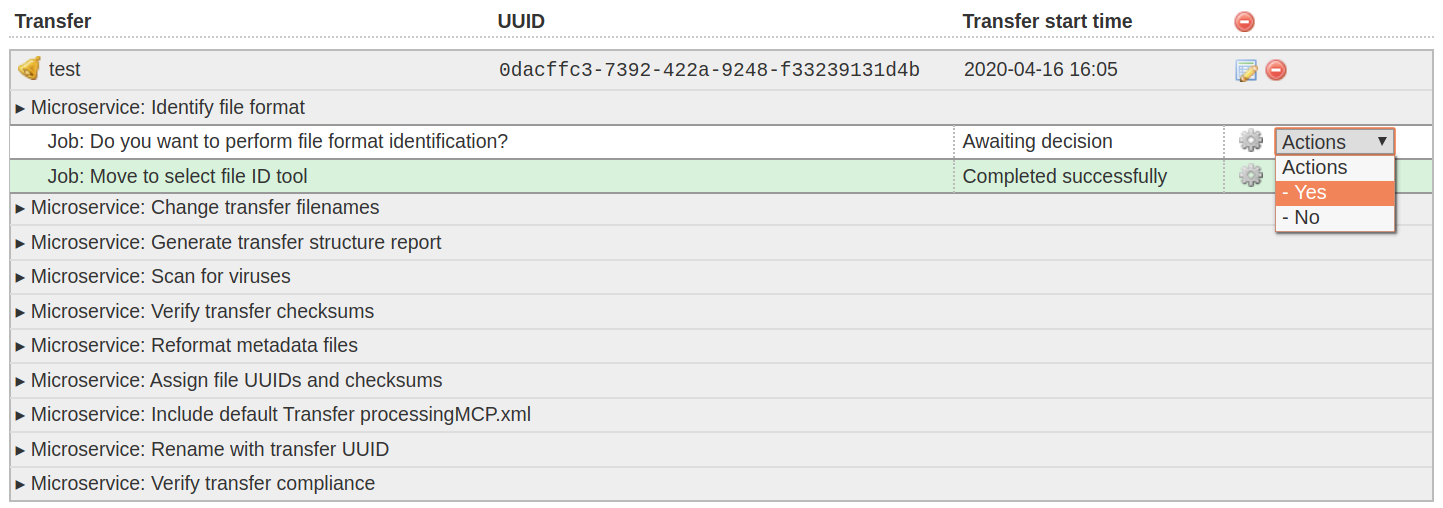 Transfer UUID Transfer start time
test 0dacffc3-7392-422a-9248-f33239131d4b 2020-04-16 16:05
▸ Microservice: Identify file format
Job: Do you want to perform file format identification? Awaiting decision Actions ▼
Actions
Job: Move to select file ID tool Completed successfully
- Yes
- No
▸ Microservice: Change transfer filenames
▸ Microservice: Generate transfer structure report
▸ Microservice: Scan for viruses
▸ Microservice: Verify transfer checksums
▸ Microservice: Reformat metadata files
▸ Microservice: Assign file UUIDs and checksums
▸ Microservice: Include default Transfer processingMCP.xml
▸ Microservice: Rename with transfer UUID
▸ Microservice: Verify transfer compliance